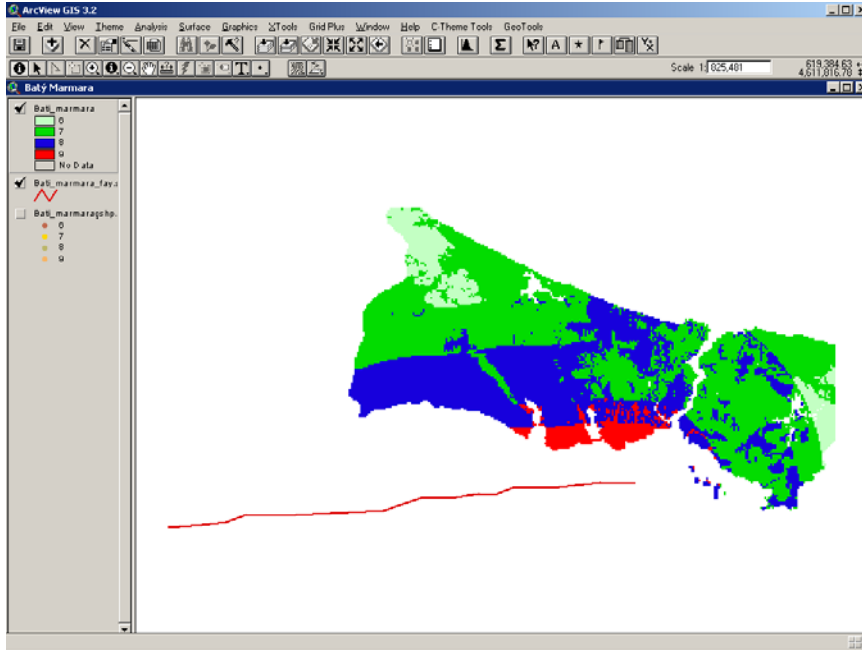 ArcView GIS 3.2
File Edit View Theme Analysis Surface Graphics XTools Grid Plus Window Help C-Theme Tools GeoTools
Scale 1: 825,481
619,384.63
4,611,816.78
Batý Marmara
Bati_marmara
6
7
8
9
No Data
Bati_marmara_fay.s
Bati_marmaragshp.
6
7
8
9